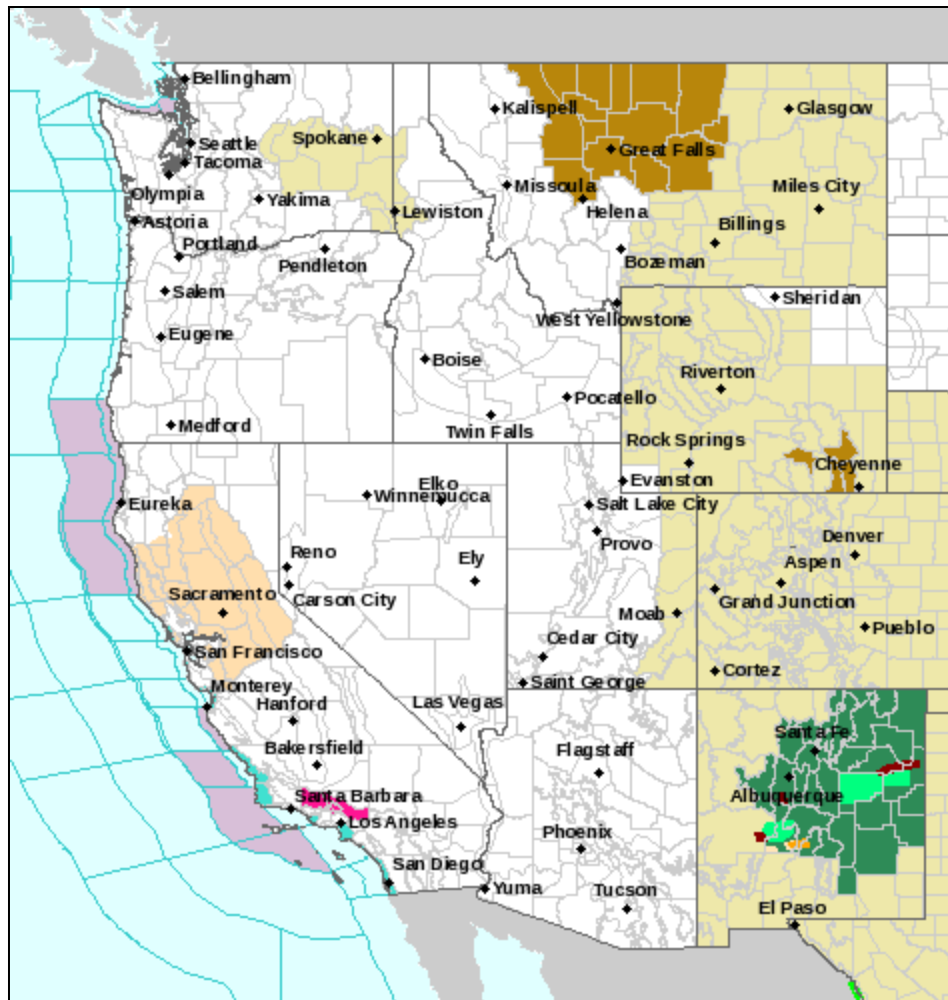 Bellingham
Kalispell
Glasgow
Spokane
Seattle
Great Falls
Tacoma
Olympia
Yakima
Missoula
Miles City
Astoria
Lewiston
Helena
Billings
Portland
Pendleton
Bozeman
Salem
Sheridan
West Yellowstone
Eugene
Boise
Riverton
Pocatello
Medford
Twin Falls
Rock Springs
Cheyenne
Elko
Evanston
Winnemucca
Eureka
Salt Lake City
Denver
Reno
Ely
Provo
Aspen
Sacramento
Carson City
Grand Junction
Moab
Pueblo
San Francisco
Cedar City
Cortez
Monterey
Saint George
Hanford
Las Vegas
Santa Fe
Bakersfield
Flagstaff
Santa Barbara
Albuquerque
Los Angeles
Phoenix
San Diego
Yuma
Tucson
El Paso